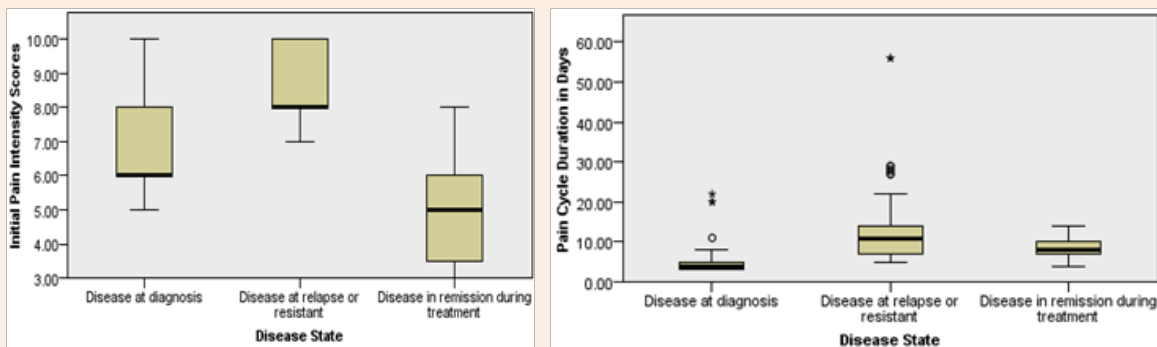 Initial Pain Intensity Scores
10.00
9.00
8.00
7.00
6.00
5.00
4.00
3.00
Disease at diagnosis
Disease at relapse or
resistant
Disease in remission during
treatment
Disease State
Pain Cycle Duration in Days
60.00
50.00
40.00
30.00
20.00
10.00
0.00
Disease at diagnosis
Disease at relapse or
resistant
Disease in remission during
treatment
Disease State